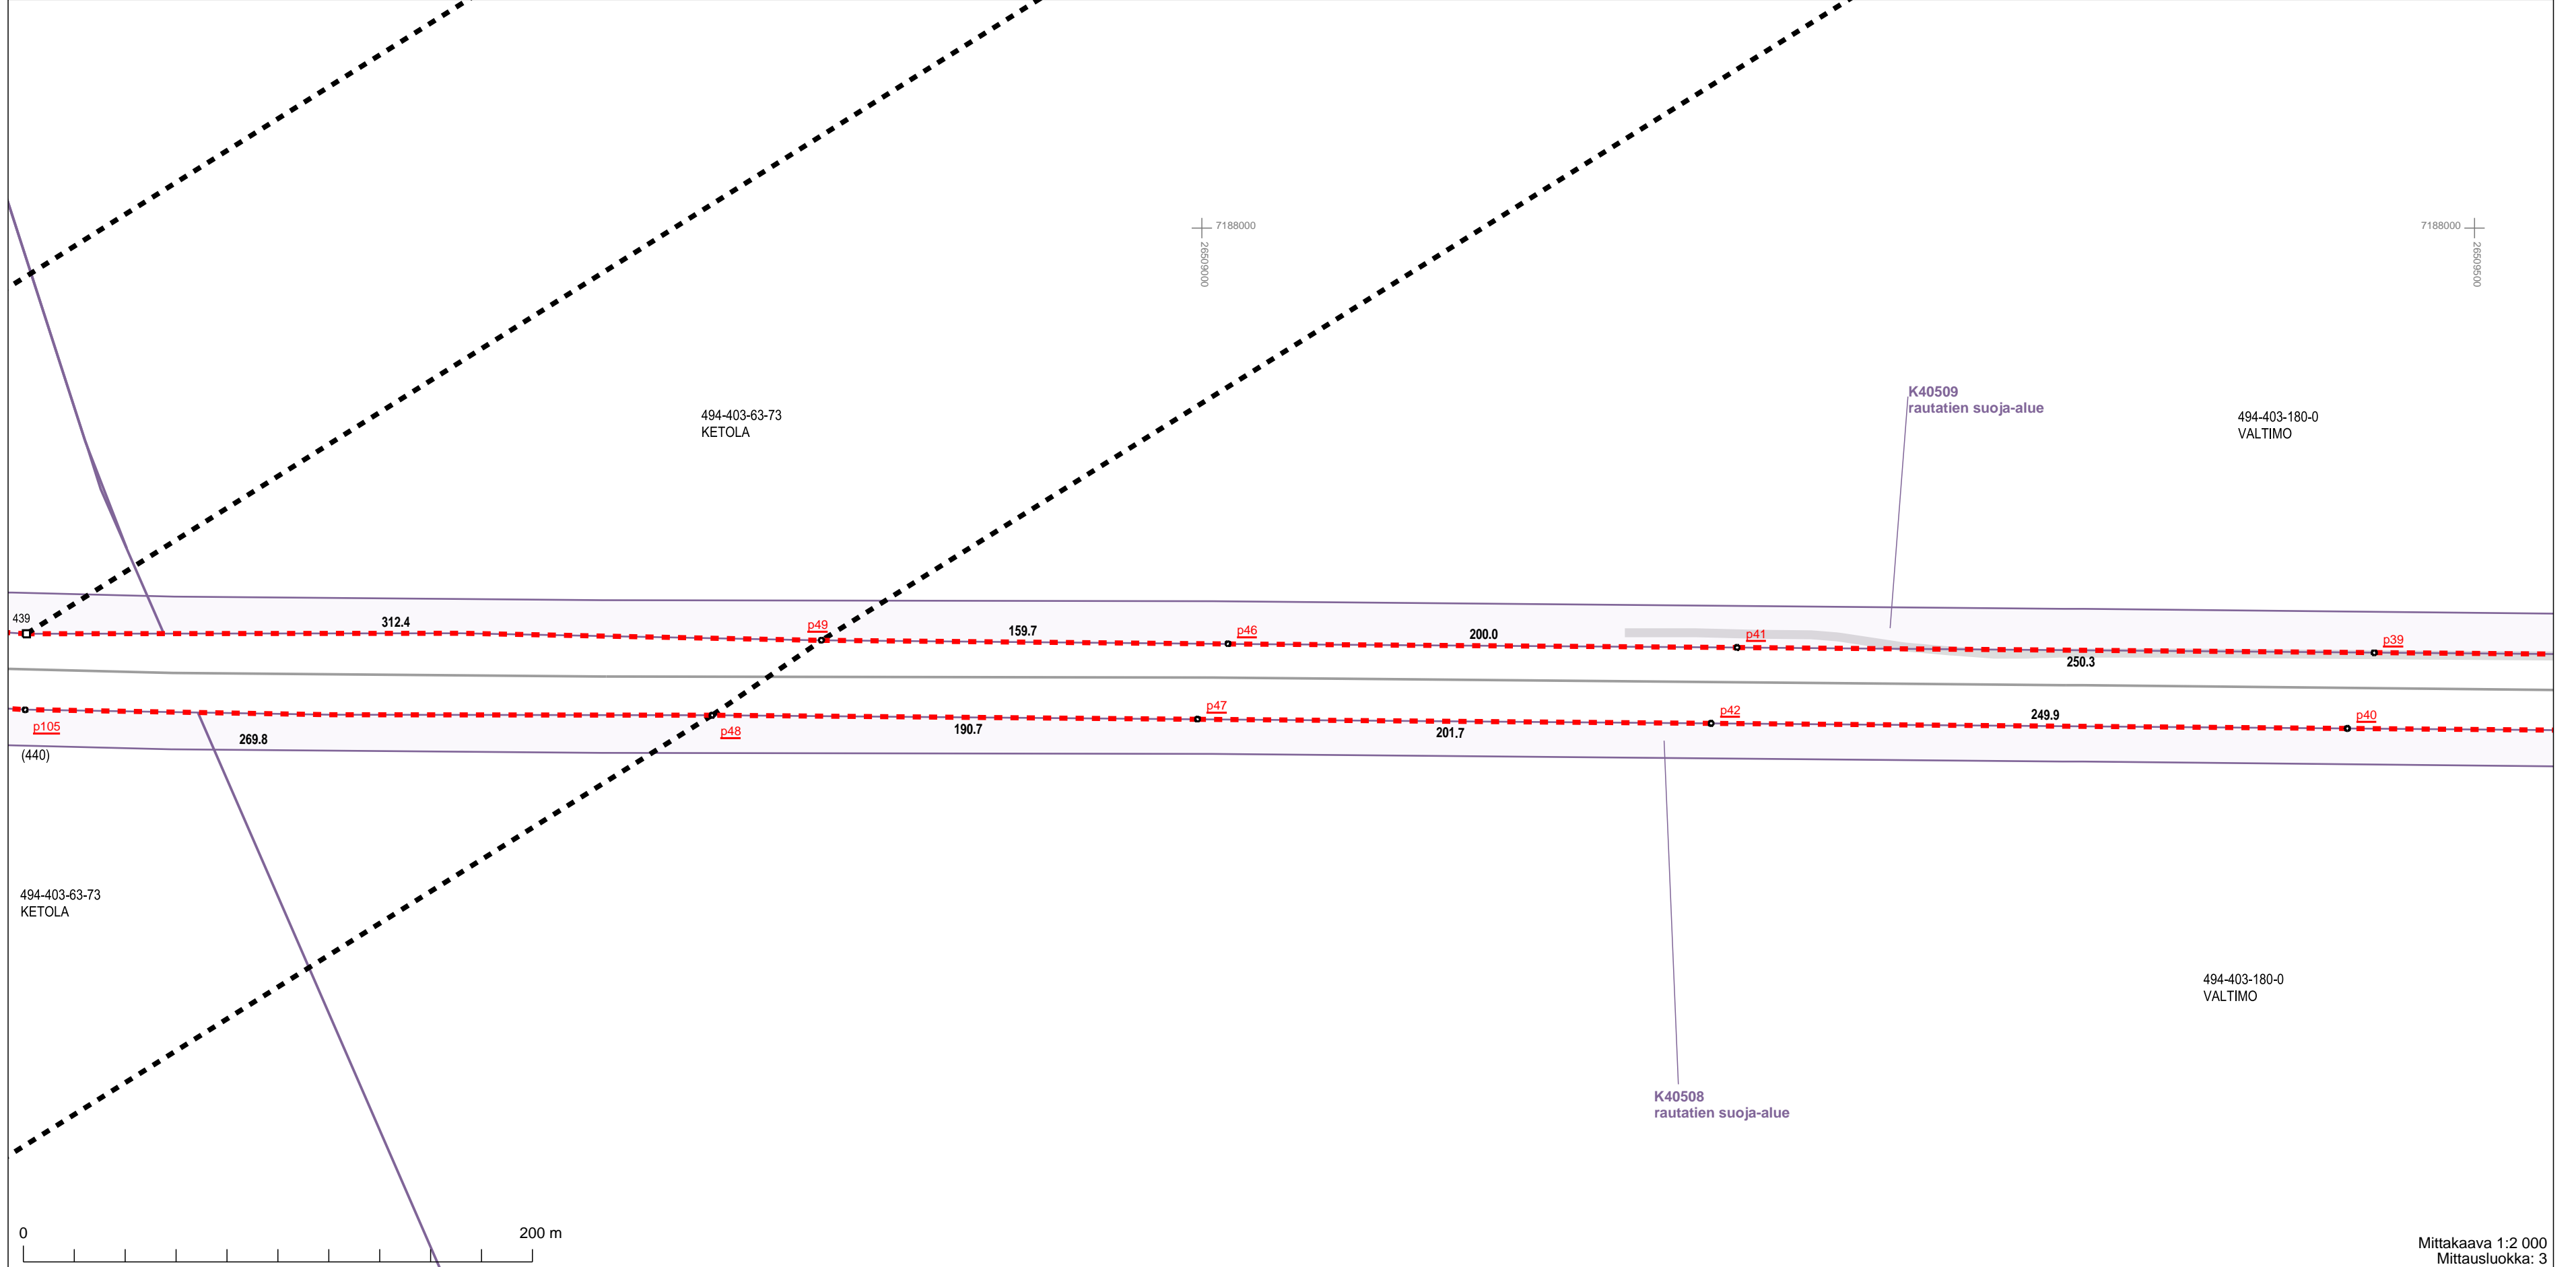 7188000
26509000
7188000
26509500
K40509
rautatien suoja-alue
494-403-63-73
KETOLA
494-403-180-0
VALTIMO
439
312.4
p49
159.7
p46
200.0
p41
250.3
p39
p105
(440)
269.8
p48
190.7
p47
201.7
p42
249.9
p40
494-403-63-73
KETOLA
494-403-180-0
VALTIMO
K40508
rautatien suoja-alue
0
200 m
Mittakaava 1:2 000
Mittausluokka: 3